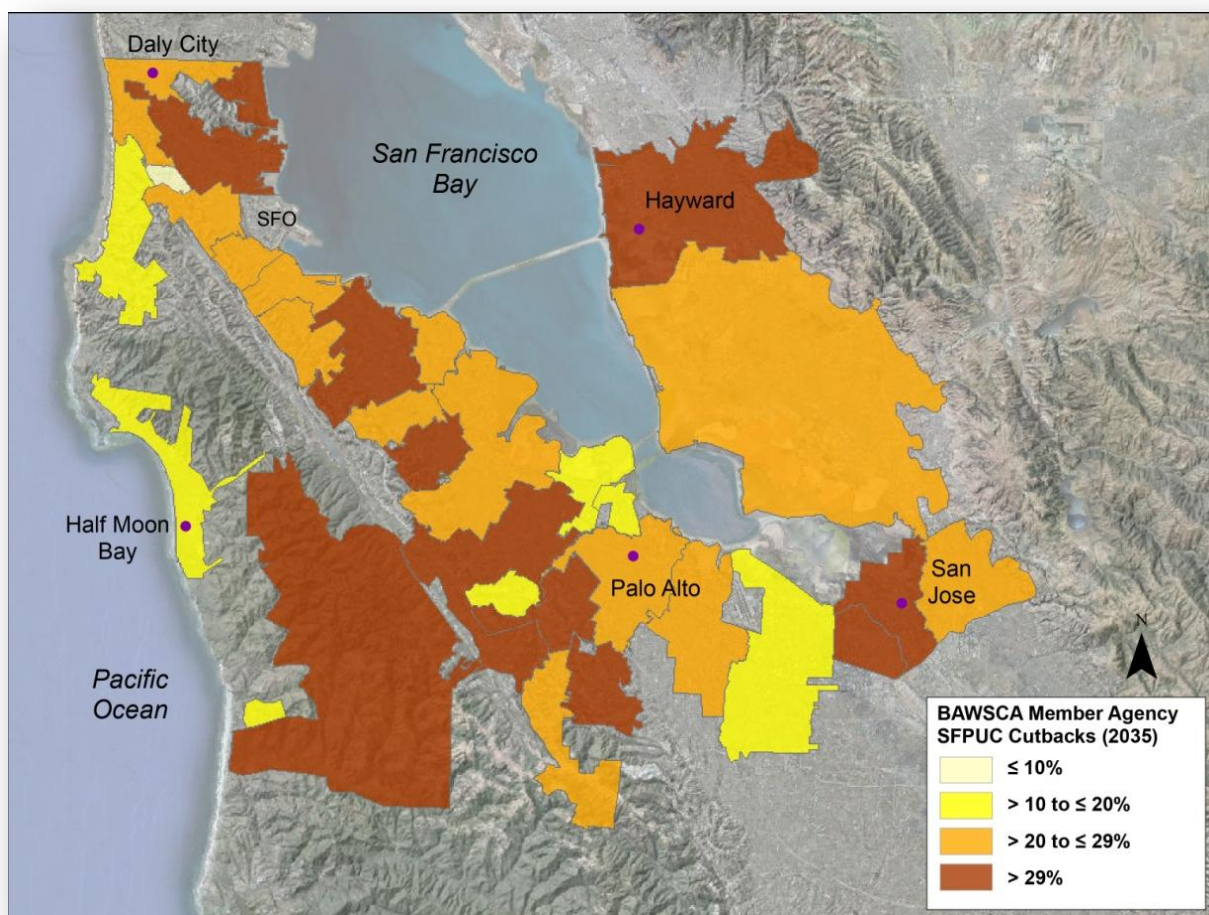 Daly City
San Francisco
Bay
SFO
Hayward
Half Moon
Bay
Palo Alto
San
Jose
Pacific
Ocean
N
BAWSCA Member Agency
SFPUC Cutbacks (2035)
≤ 10%
> 10 to ≤ 20%
> 20 to ≤ 29%
> 29%